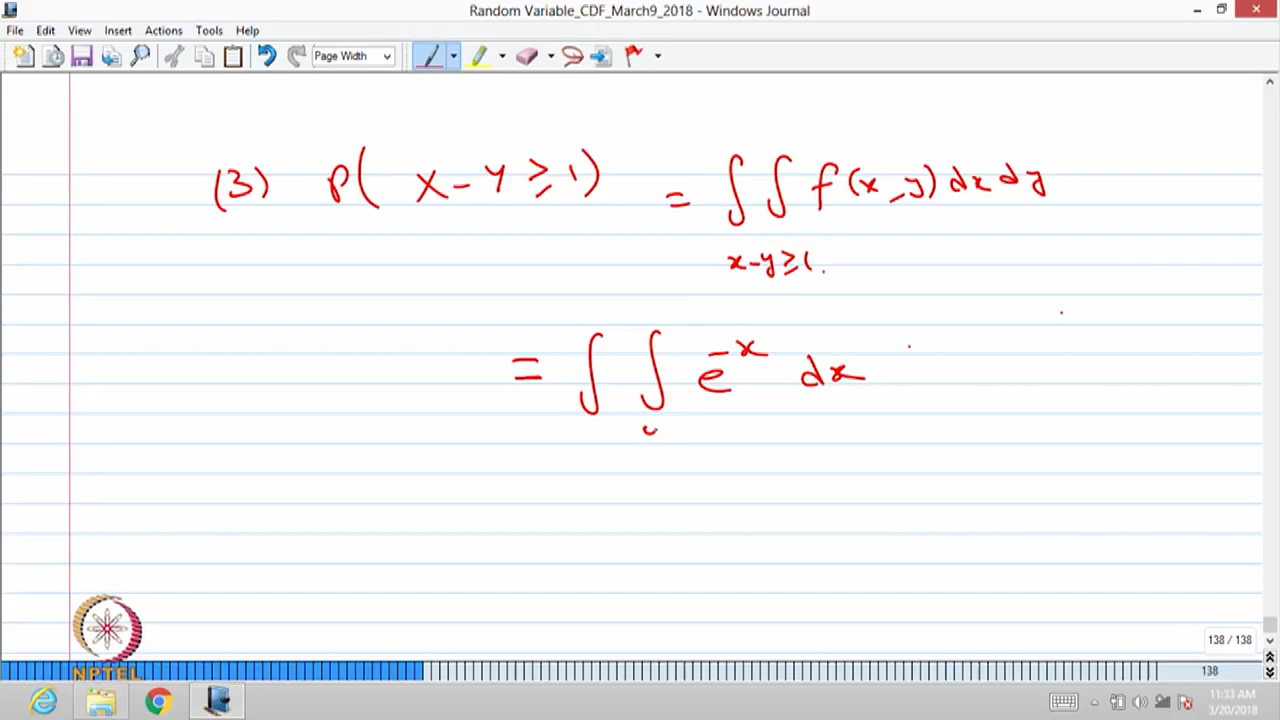 Random Variable_CDF_March9_2018 - Windows Journal
File Edit View Insert Actions Tools Help
Page Width
(3) P( X - Y ≥ 1) = ∫ ∫ f(x, y) dx dy
x-y≥1.
= ∫ ∫ e^-x dx
138 / 138
NPTEL
138
11:33 AM
3/20/2018